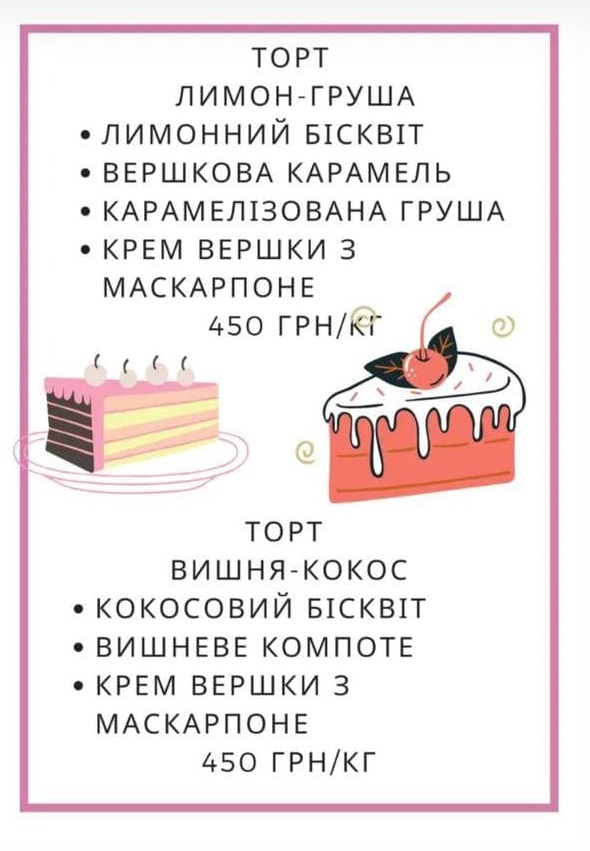 ТОРТ
ЛИМОН-ГРУША
• ЛИМОННИЙ БІСКВІТ
• ВЕРШКОВА КАРАМЕЛЬ
• КАРАМЕЛІЗОВАНА ГРУША
• КРЕМ ВЕРШКИ З
МАСКАРПОНЕ
450 ГРН/КГ
ТОРТ
ВИШНЯ-КОКОС
• КОКОСОВИЙ БІСКВІТ
• ВИШНЕВЕ КОМПОТЕ
• КРЕМ ВЕРШКИ З
МАСКАРПОНЕ
450 ГРН/КГ